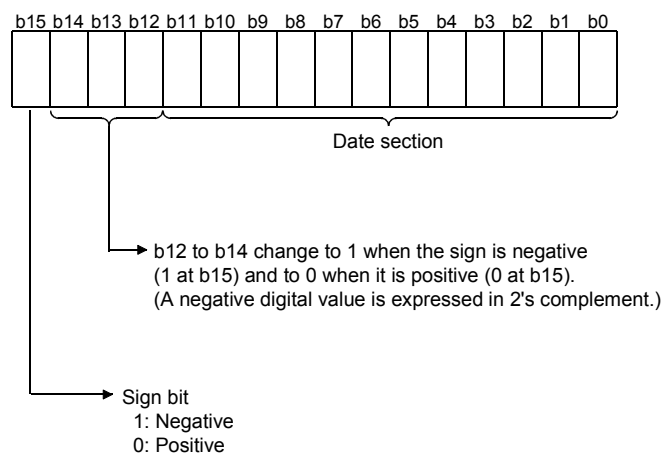 b15 b14 b13 b12 b11 b10 b9 b8 b7 b6 b5 b4 b3 b2 b1 b0
Date section
b12 to b14 change to 1 when the sign is negative
(1 at b15) and to 0 when it is positive (0 at b15).
(A negative digital value is expressed in 2's complement.)
Sign bit
1: Negative
0: Positive